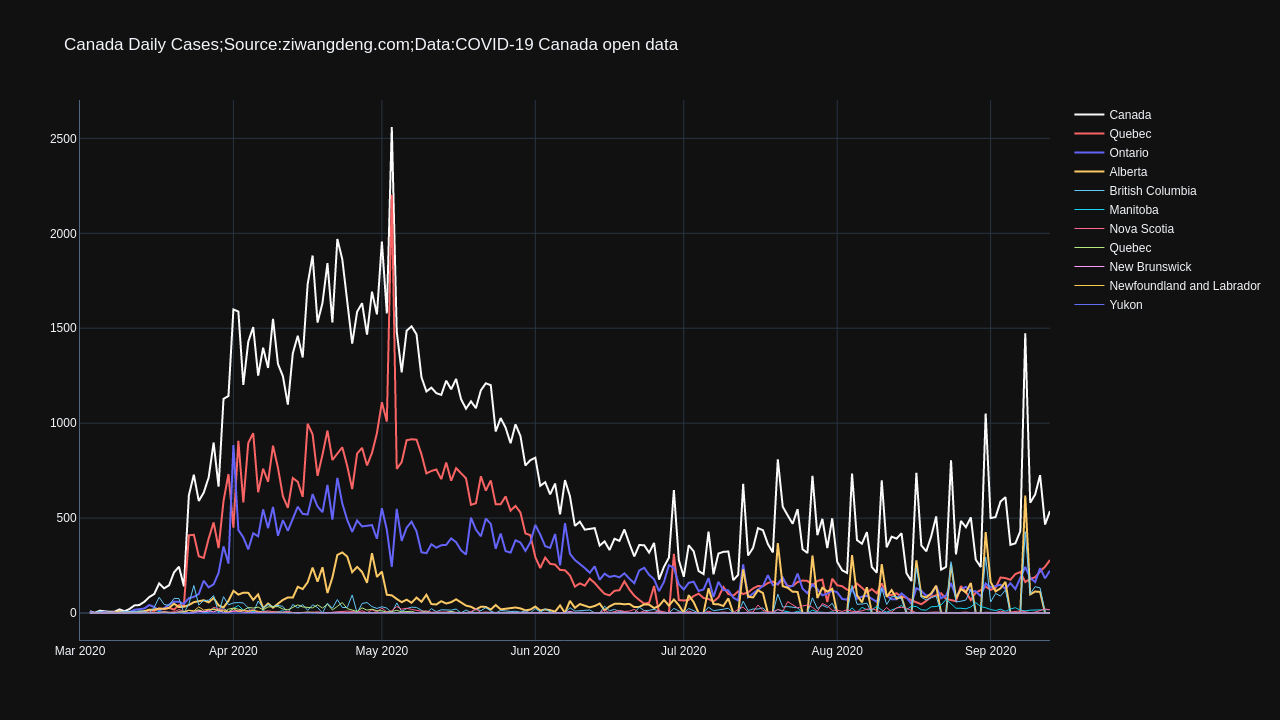 Canada Daily Cases;Source:ziwangdeng.com;Data:COVID-19 Canada open data
2500
2000
1500
1000
500
0
Mar 2020
Apr 2020
May 2020
Jun 2020
Jul 2020
Aug 2020
Sep 2020
Canada
Quebec
Ontario
Alberta
British Columbia
Manitoba
Nova Scotia
Quebec
New Brunswick
Newfoundland and Labrador
Yukon